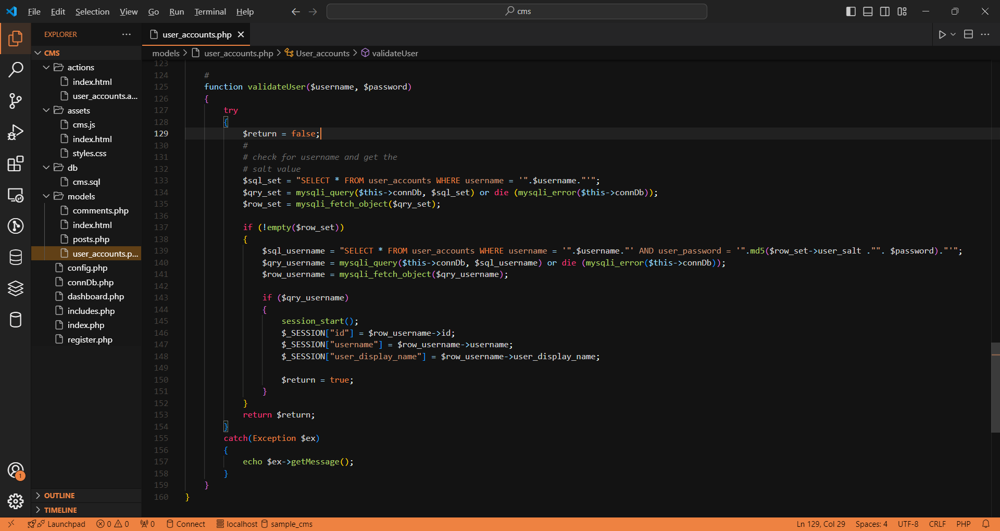 File Edit Selection View Go Run Terminal Help
cms
EXPLORER
user_accounts.php
CMS
actions
index.html
user_accounts.a...
assets
cms.js
index.html
styles.css
db
cms.sql
models
comments.php
index.html
posts.php
user_accounts.p...
config.php
connDb.php
dashboard.php
includes.php
index.php
register.php
OUTLINE
TIMELINE
models > user_accounts.php > User_accounts > validateUser
123
124 #
125 function validateUser($username, $password)
126 {
127 try
128 {
129 $return = false;
130 #
131 # check for username and get the
132 # salt value
133 $sql_set = "SELECT * FROM user_accounts WHERE username = '".$username."'";
134 $qry_set = mysqli_query($this->connDb, $sql_set) or die (mysqli_error($this->connDb));
135 $row_set = mysqli_fetch_object($qry_set);
136
137 if (!empty($row_set))
138 {
139 $sql_username = "SELECT * FROM user_accounts WHERE username = '".$username."' AND user_password = '".md5($row_set->user_salt ."". $password)."'";
140 $qry_username = mysqli_query($this->connDb, $sql_username) or die (mysqli_error($this->connDb));
141 $row_username = mysqli_fetch_object($qry_username);
142
143 if ($qry_username)
144 {
145 session_start();
146 $_SESSION["id"] = $row_username->id;
147 $_SESSION["username"] = $row_username->username;
148 $_SESSION["user_display_name"] = $row_username->user_display_name;
149
150 $return = true;
151 }
152 }
153 return $return;
154 }
155 catch(Exception $ex)
156 {
157 echo $ex->getMessage();
158 }
159 }
160 }
1
Launchpad 0 0 0 Connect localhost sample_cms Ln 129, Col 29 Spaces: 4 UTF-8 CRLF PHP